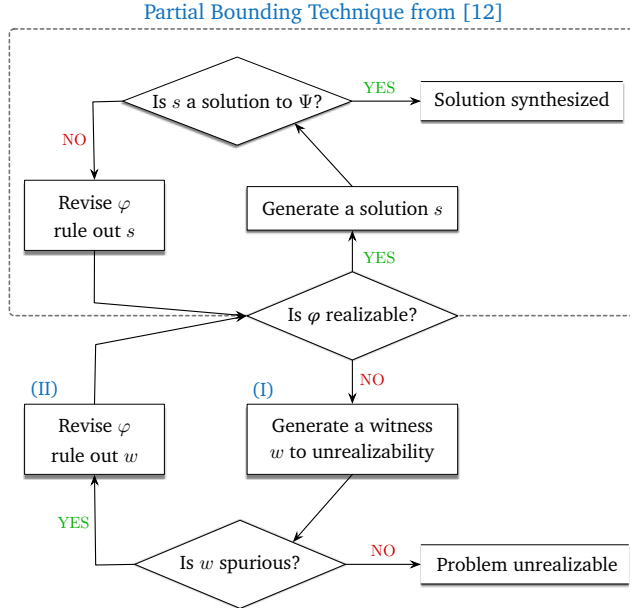 Partial Bounding Technique from [12]
Is s a solution to Ψ?
YES
Solution synthesized
NO
Revise φ
rule out s
Generate a solution s
YES
Is φ realizable?
NO
(II)
(I)
Revise φ
rule out w
Generate a witness
w to unrealizability
YES
Is w spurious?
NO
Problem unrealizable